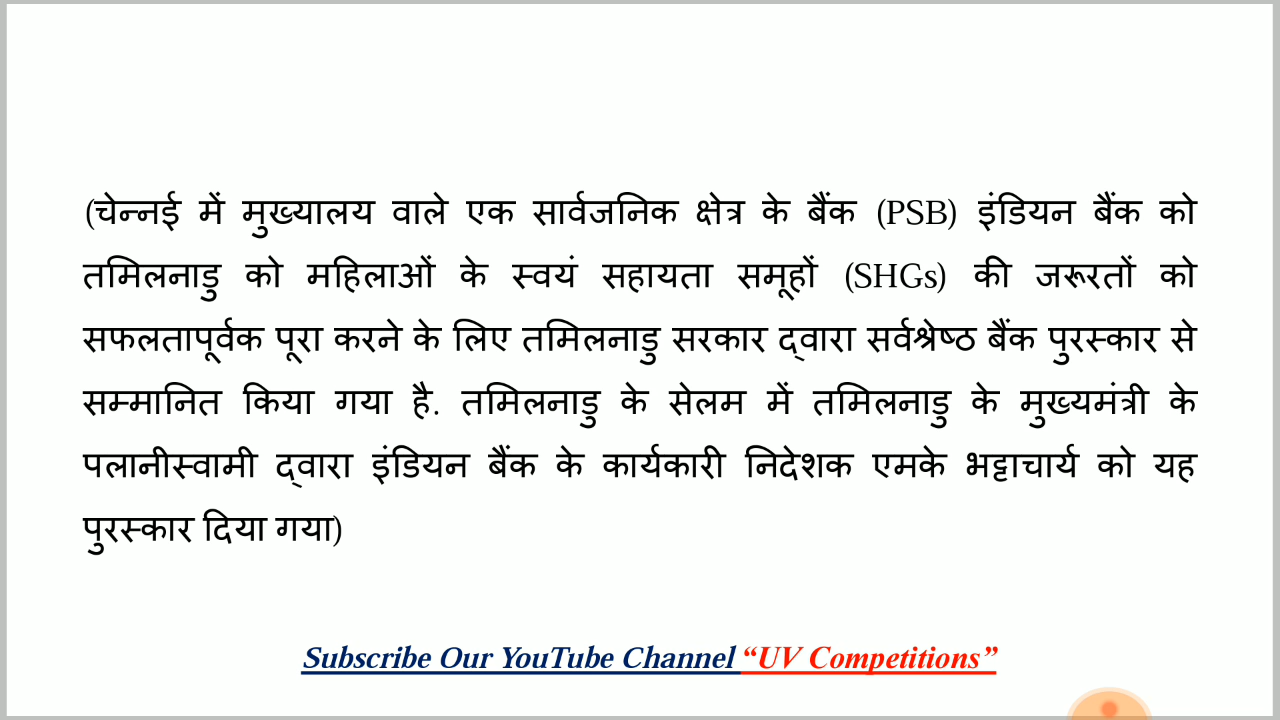 (चेन्नई में मुख्यालय वाले एक सार्वजनिक क्षेत्र के बैंक (PSB) इंडियन बैंक को
तमिलनाडु को महिलाओं के स्वयं सहायता समूहों (SHGs) की जरूरतों को
सफलतापूर्वक पूरा करने के लिए तमिलनाडु सरकार द्वारा सर्वश्रेष्ठ बैंक पुरस्कार से
सम्मानित किया गया है. तमिलनाडु के सेलम में तमिलनाडु के मुख्यमंत्री के
पलानीस्वामी द्वारा इंडियन बैंक के कार्यकारी निदेशक एमके भट्टाचार्य को यह
पुरस्कार दिया गया)
Subscribe Our YouTube Channel “UV Competitions”